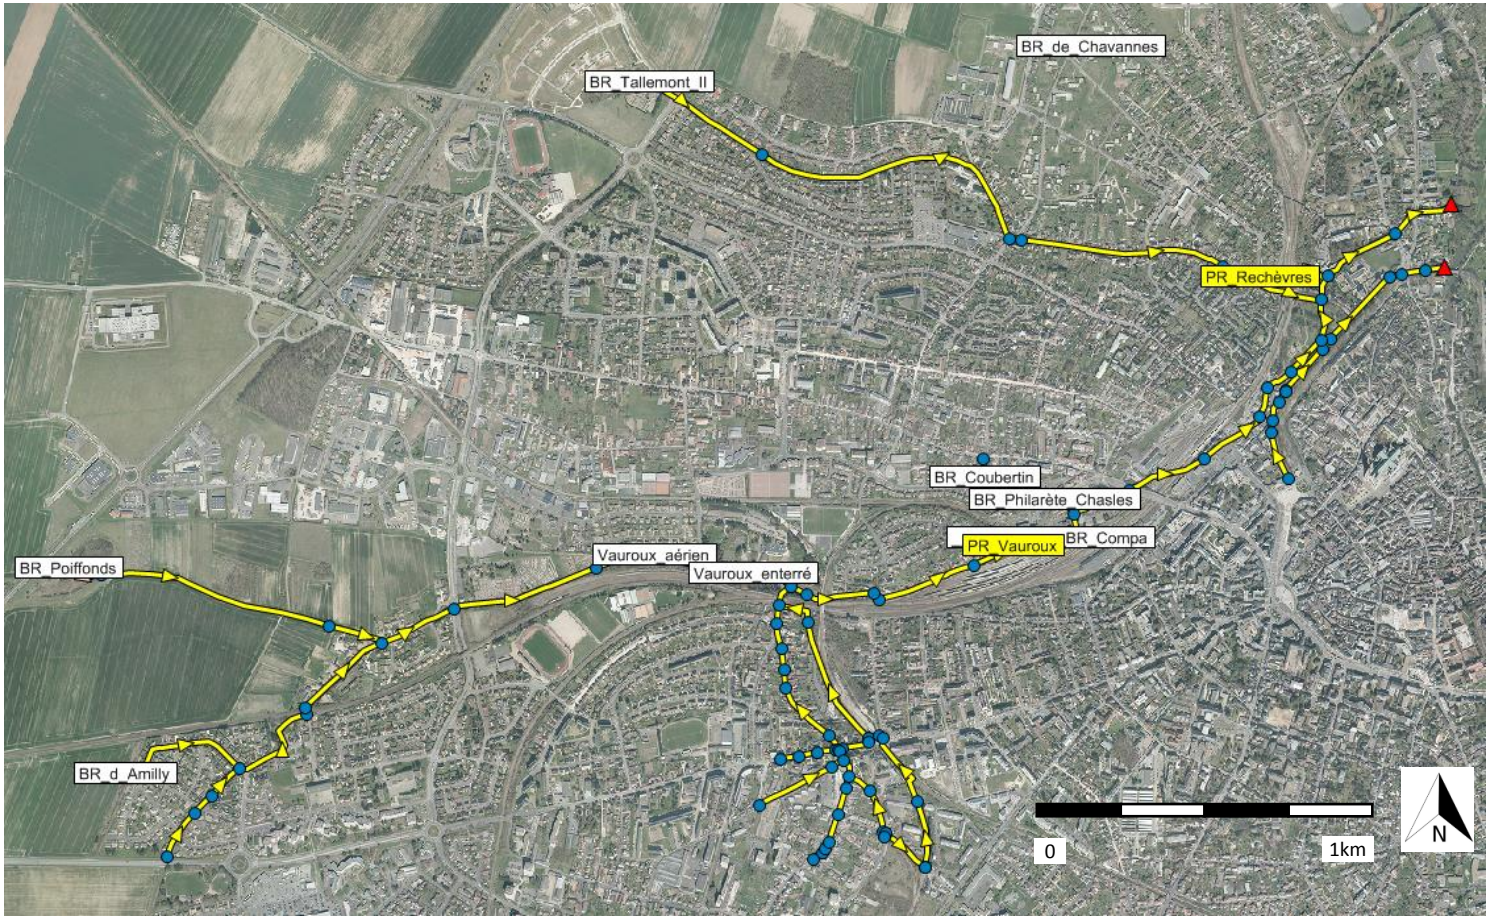 BR_de_Chavannes
BR_Tallemont_II
PR_Rechèvres
BR_Coubertin
BR_Philarète_Chasles
BR_Compa
PR_Vauroux
Vauroux_aérien
BR_Poiffonds
Vauroux_enterré
BR_d_Amilly
0
1km
N